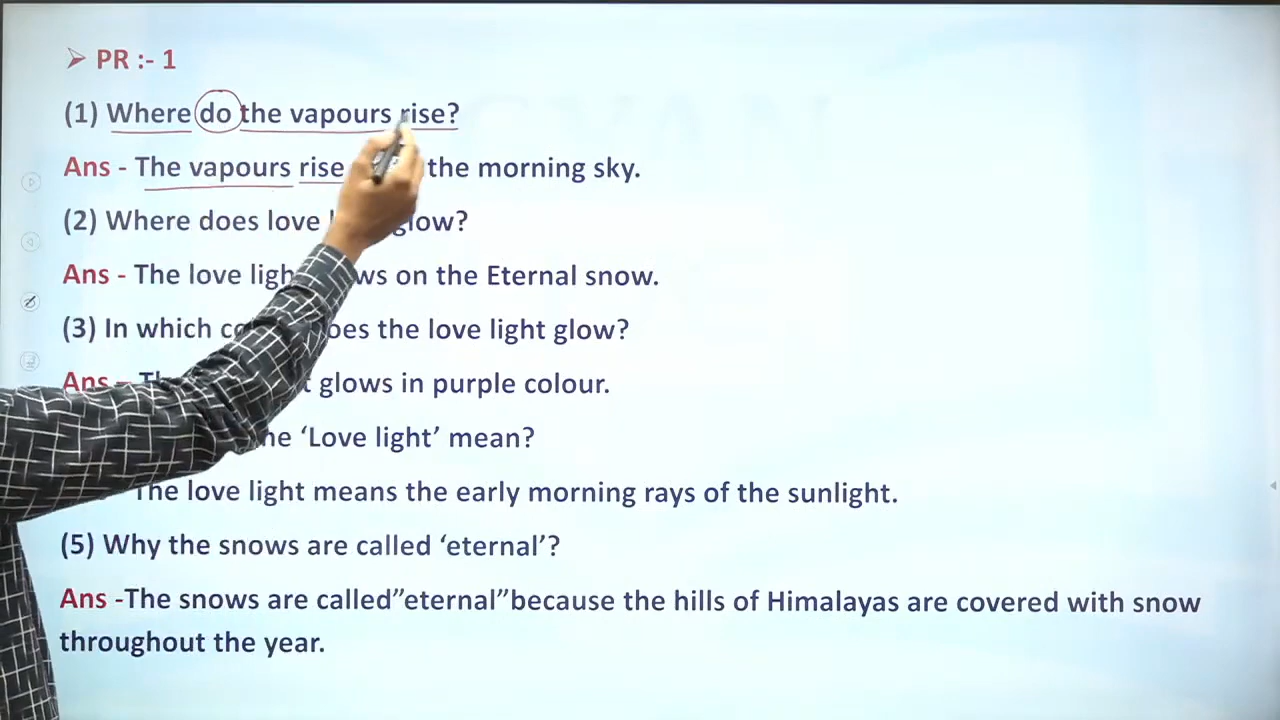 PR :- 1
(1) Where do the vapours rise?
Ans - The vapours rise the morning sky.
(2) Where does love glow?
Ans - The love on the Eternal snow.
(3) In which the love light glow?
Ans glows in purple colour.
‘Love light’ mean?
The love light means the early morning rays of the sunlight.
(5) Why the snows are called ‘eternal’?
Ans -The snows are called”eternal”because the hills of Himalayas are covered with snow
throughout the year.